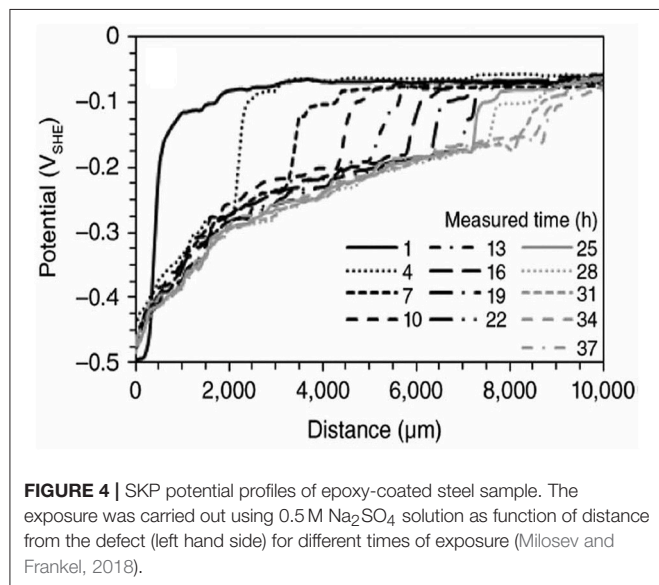 0
−0.1
−0.2
−0.3
−0.4
−0.5
Potential (V_SHE)
0 2,000 4,000 6,000 8,000 10,000
Distance (μm)
Measured time (h)
1 13 25
4 16 28
7 19 31
10 22 34
37
FIGURE 4 | SKP potential profiles of epoxy-coated steel sample. The
exposure was carried out using 0.5 M Na₂SO₄ solution as function of distance
from the defect (left hand side) for different times of exposure (Milosev and
Frankel, 2018).